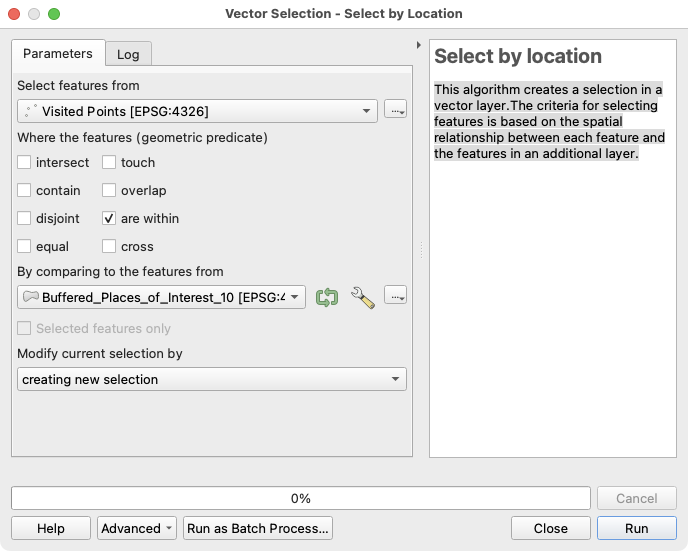 Vector Selection - Select by Location
Parameters
Log
Select features from
Visited Points [EPSG:4326]
...
Where the features (geometric predicate)
intersect
touch
contain
overlap
disjoint
are within
equal
cross
By comparing to the features from
Buffered_Places_of_Interest_10 [EPSG:4
...
Selected features only
Modify current selection by
creating new selection
Select by location
This algorithm creates a selection in a
vector layer.The criteria for selecting
features is based on the spatial
relationship between each feature and
the features in an additional layer.
0%
Cancel
Help
Advanced
Run as Batch Process...
Close
Run